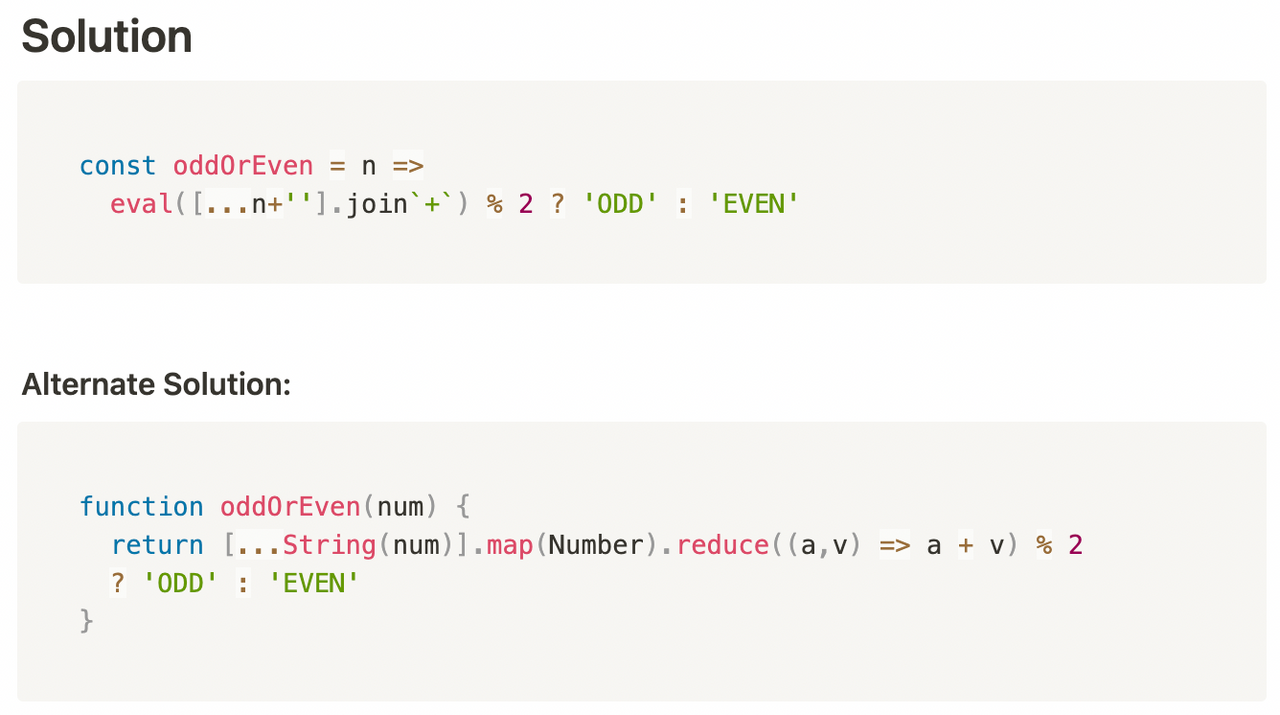 Solution
const oddOrEven = n =>
  eval([...n+''].join`+`) % 2 ? 'ODD' : 'EVEN'
Alternate Solution:
function oddOrEven(num) {
  return [...String(num)].map(Number).reduce((a,v) => a + v) % 2
  ? 'ODD' : 'EVEN'
}